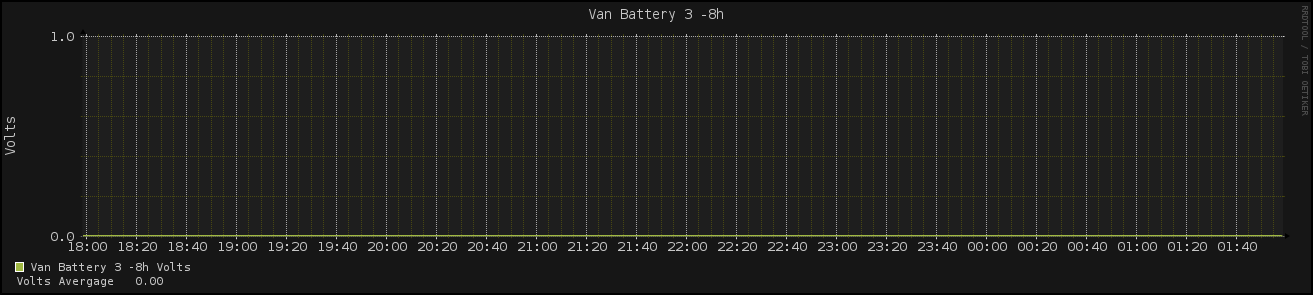 Van Battery 3 -8h
RRDTOOL / TOBI OETIKER
1.0
Volts
0.0
18:00 18:20 18:40 19:00 19:20 19:40 20:00 20:20 20:40 21:00 21:20 21:40 22:00 22:20 22:40 23:00 23:20 23:40 00:00 00:20 00:40 01:00 01:20 01:40
Van Battery 3 -8h Volts
Volts Avergage 0.00